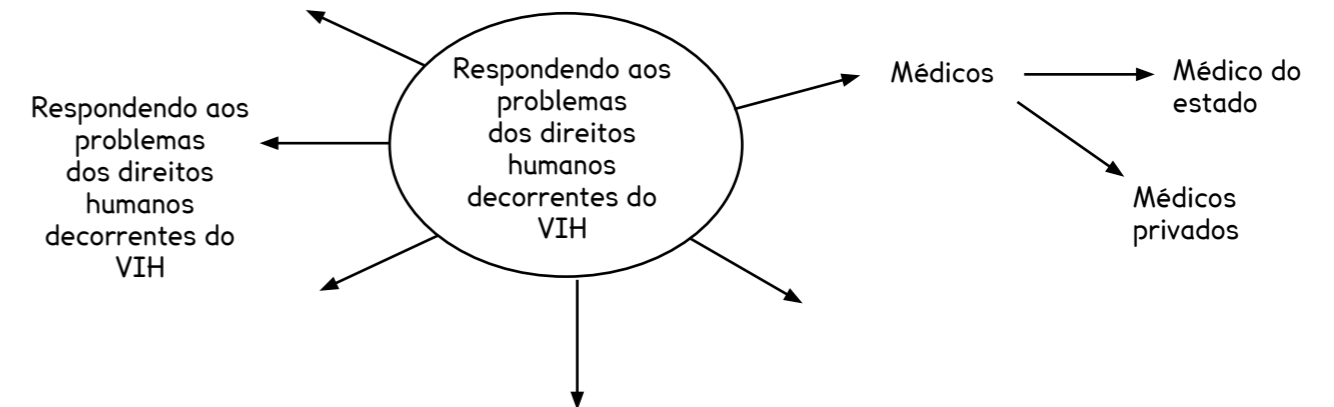 Respondendo aos
problemas
dos direitos
humanos
decorrentes do
VIH
Respondendo aos
problemas
dos direitos
humanos
decorrentes do
VIH
Médicos
Médico do
estado
Médicos
privados